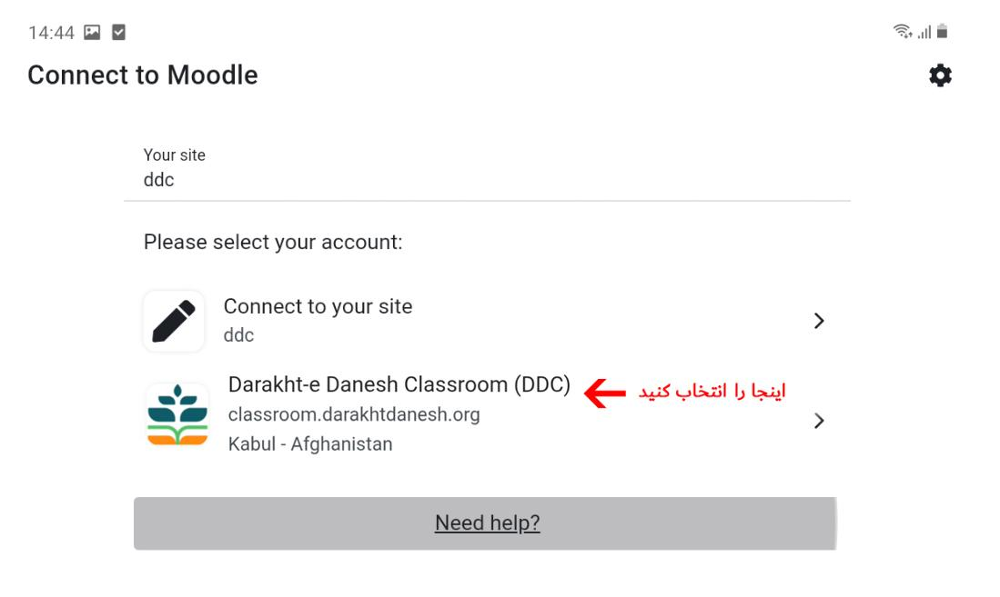 14:44
Connect to Moodle
Your site
ddc
Please select your account:
Connect to your site
ddc
Darakht-e Danesh Classroom (DDC)
اینجا را انتخاب کنید
classroom.darakhtdanesh.org
Kabul - Afghanistan
Need help?